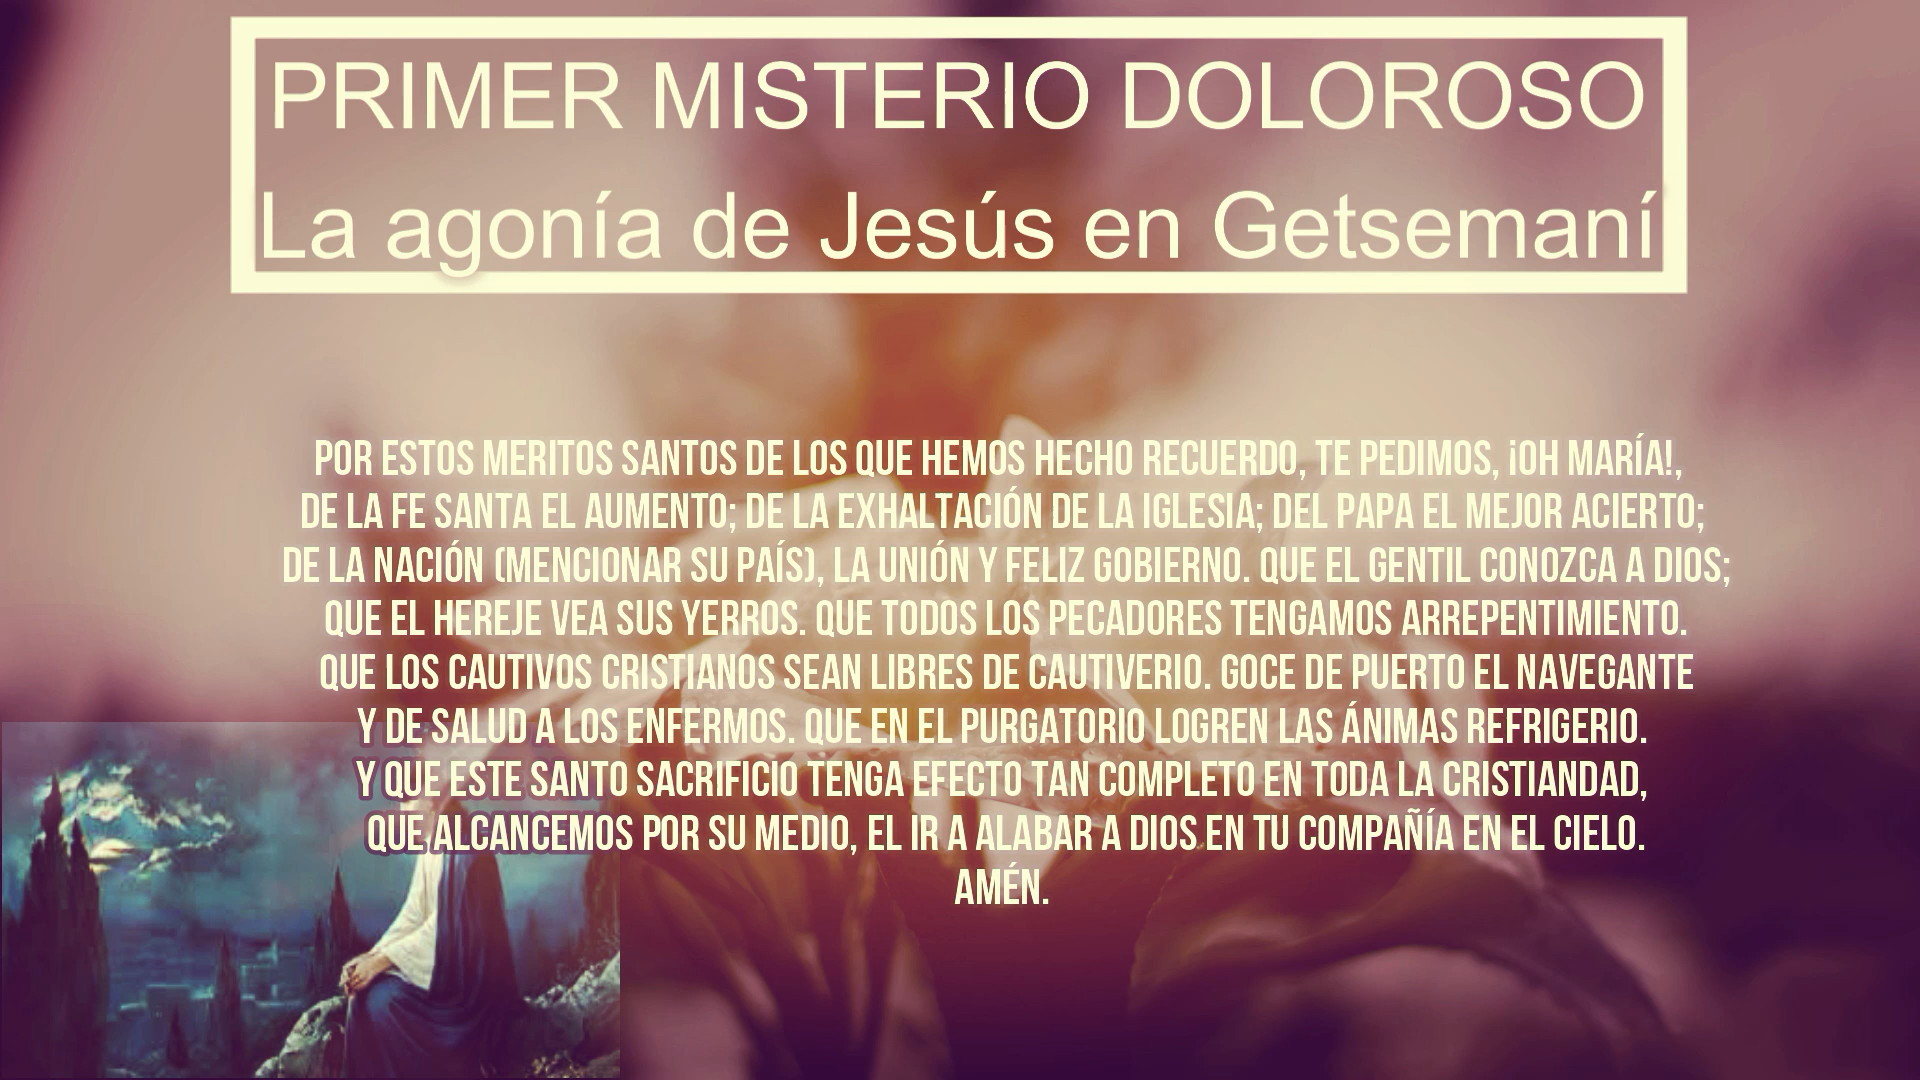 PRIMER MISTERIO DOLOROSO
La agonía de Jesús en Getsemaní
POR ESTOS MERITOS SANTOS DE LOS QUE HEMOS HECHO RECUERDO, TE PEDIMOS, ¡OH MARÍA!,
DE LA FE SANTA EL AUMENTO; DE LA EXHALTACIÓN DE LA IGLESIA; DEL PAPA EL MEJOR ACIERTO;
DE LA NACIÓN (MENCIONAR SU PAÍS), LA UNIÓN Y FELIZ GOBIERNO. QUE EL GENTIL CONOZCA A DIOS;
QUE EL HEREJE VEA SUS YERROS. QUE TODOS LOS PECADORES TENGAMOS ARREPENTIMIENTO.
QUE LOS CAUTIVOS CRISTIANOS SEAN LIBRES DE CAUTIVERIO. GOCE DE PUERTO EL NAVEGANTE
Y DE SALUD A LOS ENFERMOS. QUE EN EL PURGATORIO LOGREN LAS ÁNIMAS REFRIGERIO.
Y QUE ESTE SANTO SACRIFICIO TENGA EFECTO TAN COMPLETO EN TODA LA CRISTIANDAD,
QUE ALCANCEMOS POR SU MEDIO, EL IR A ALABAR A DIOS EN TU COMPAÑÍA EN EL CIELO.
AMÉN.